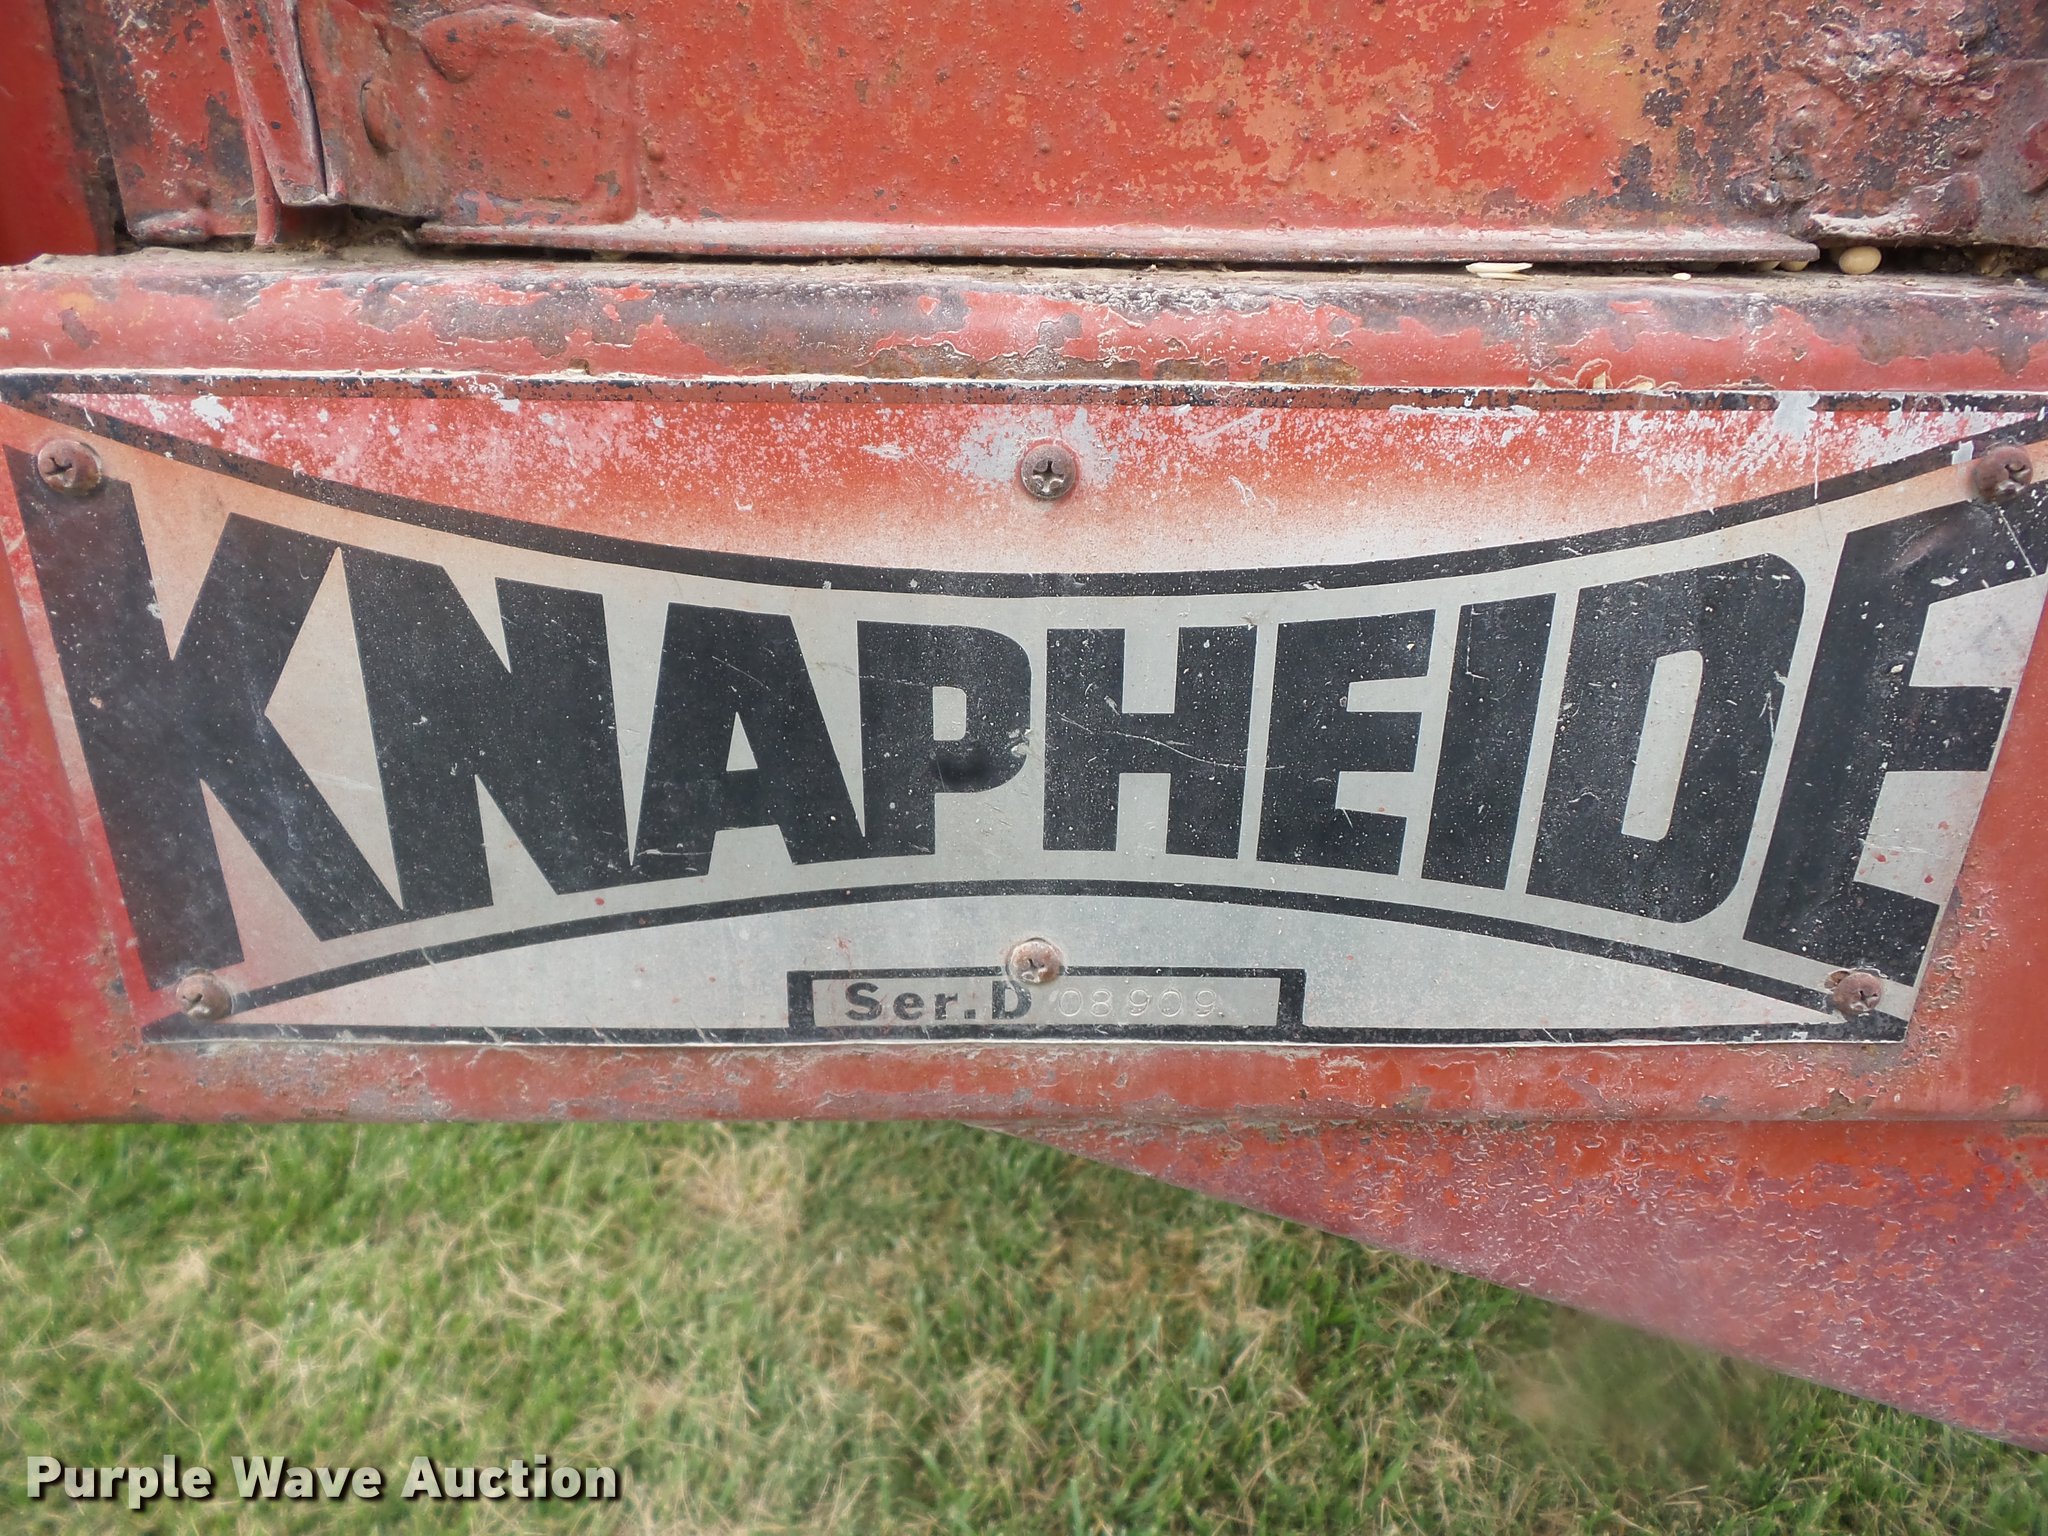 KNAPHEIDE
Ser.D 08909
Purple Wave Auction